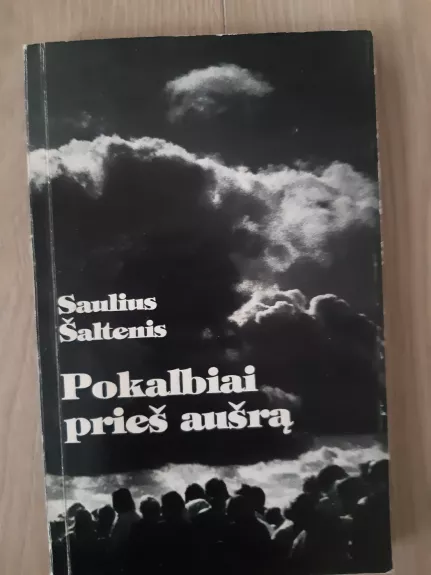 Saulius
Šaltenis
Pokalbiai
prieš aušrą